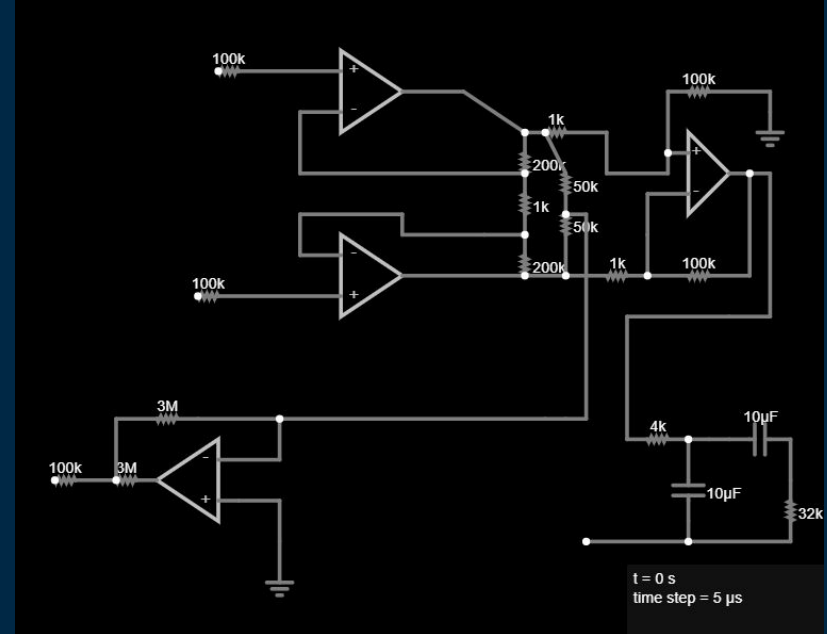 100k
100k
1k
200k
50k
1k
50k
200k
1k
100k
100k
3M
4k
10µF
100k
3M
10µF
32k
t = 0 s
time step = 5 µs